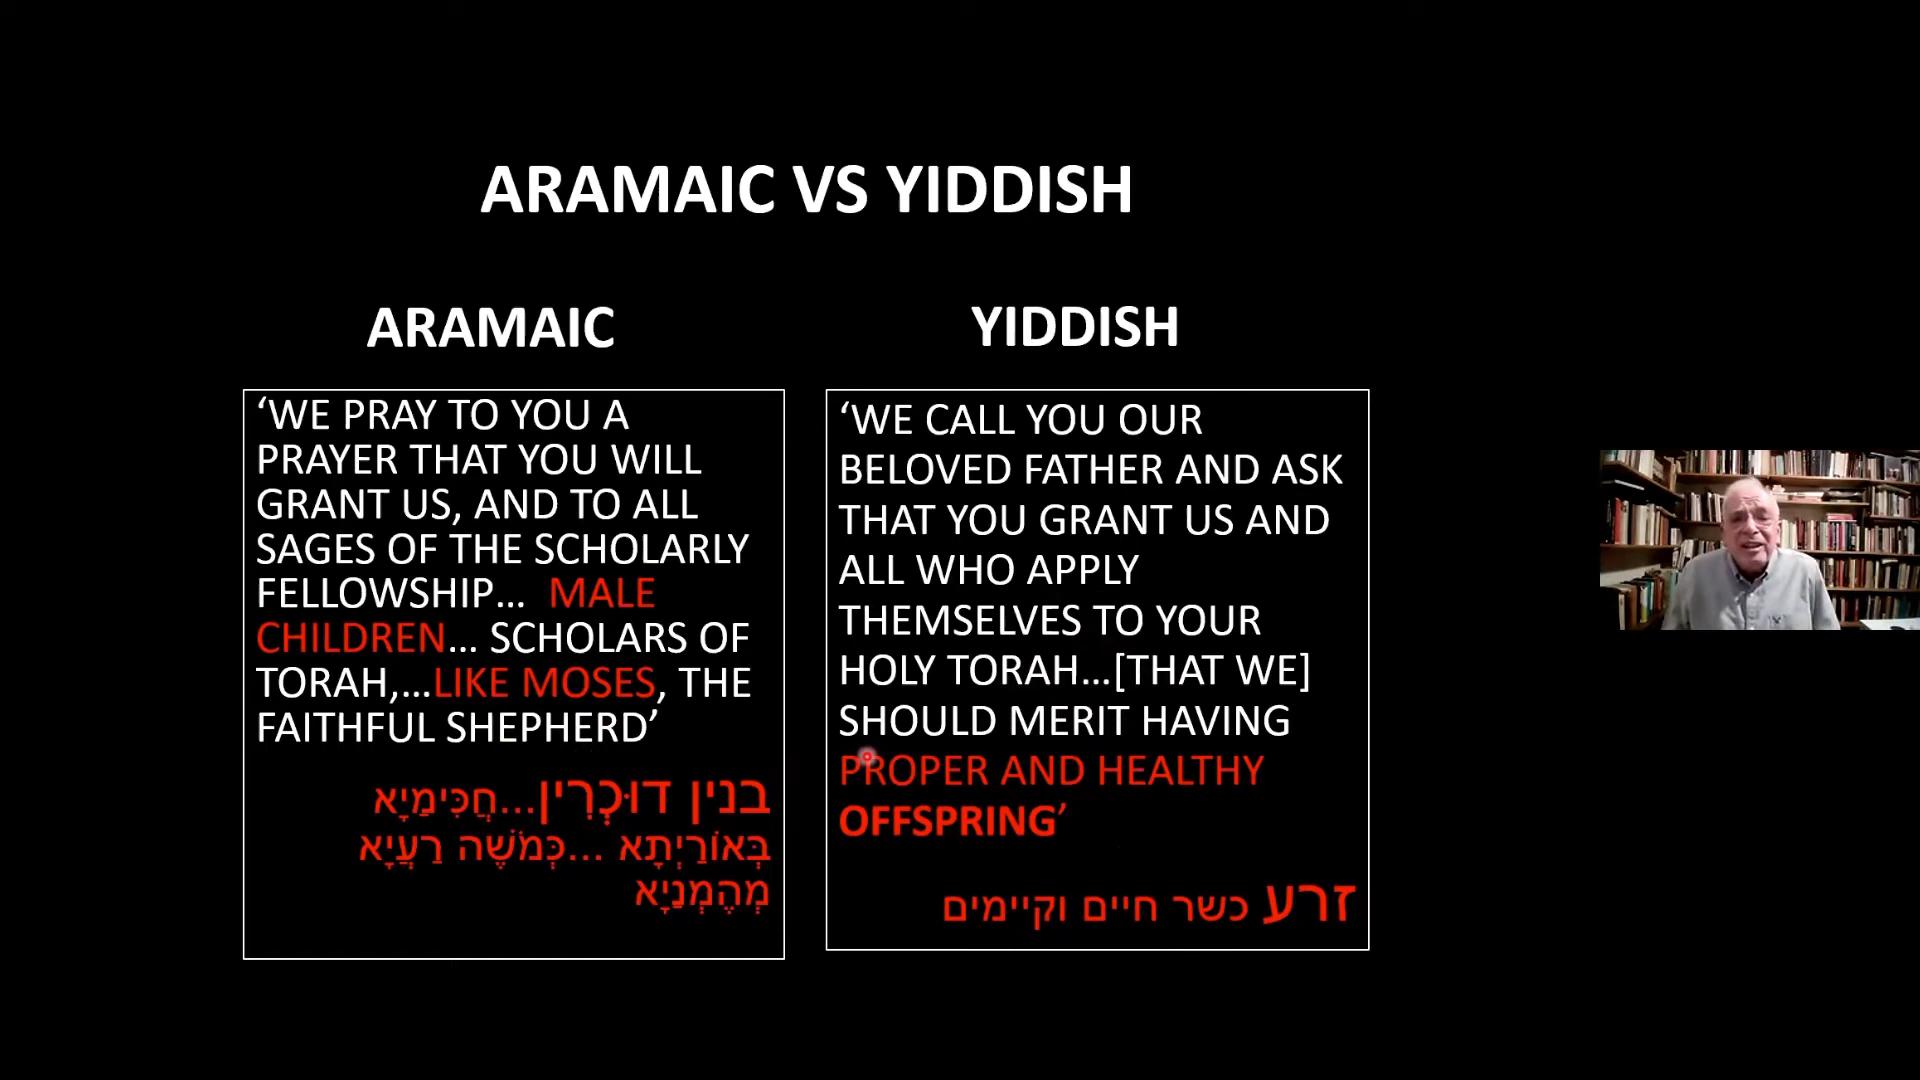 ARAMAIC VS YIDDISH
ARAMAIC
‘WE PRAY TO YOU A
PRAYER THAT YOU WILL
GRANT US, AND TO ALL
SAGES OF THE SCHOLARLY
FELLOWSHIP… MALE
CHILDREN… SCHOLARS OF
TORAH,…LIKE MOSES, THE
FAITHFUL SHEPHERD’
בנין דוּכְרִין…חֲכִּימַיָא
בְּאוֹרַיְתָא …כְּמֹשֶׁה רַעֲיָא
מְהֶמְנַיָא
YIDDISH
‘WE CALL YOU OUR
BELOVED FATHER AND ASK
THAT YOU GRANT US AND
ALL WHO APPLY
THEMSELVES TO YOUR
HOLY TORAH…[THAT WE]
SHOULD MERIT HAVING
PROPER AND HEALTHY
OFFSPRING’
זרע כשר חיים וקיימים